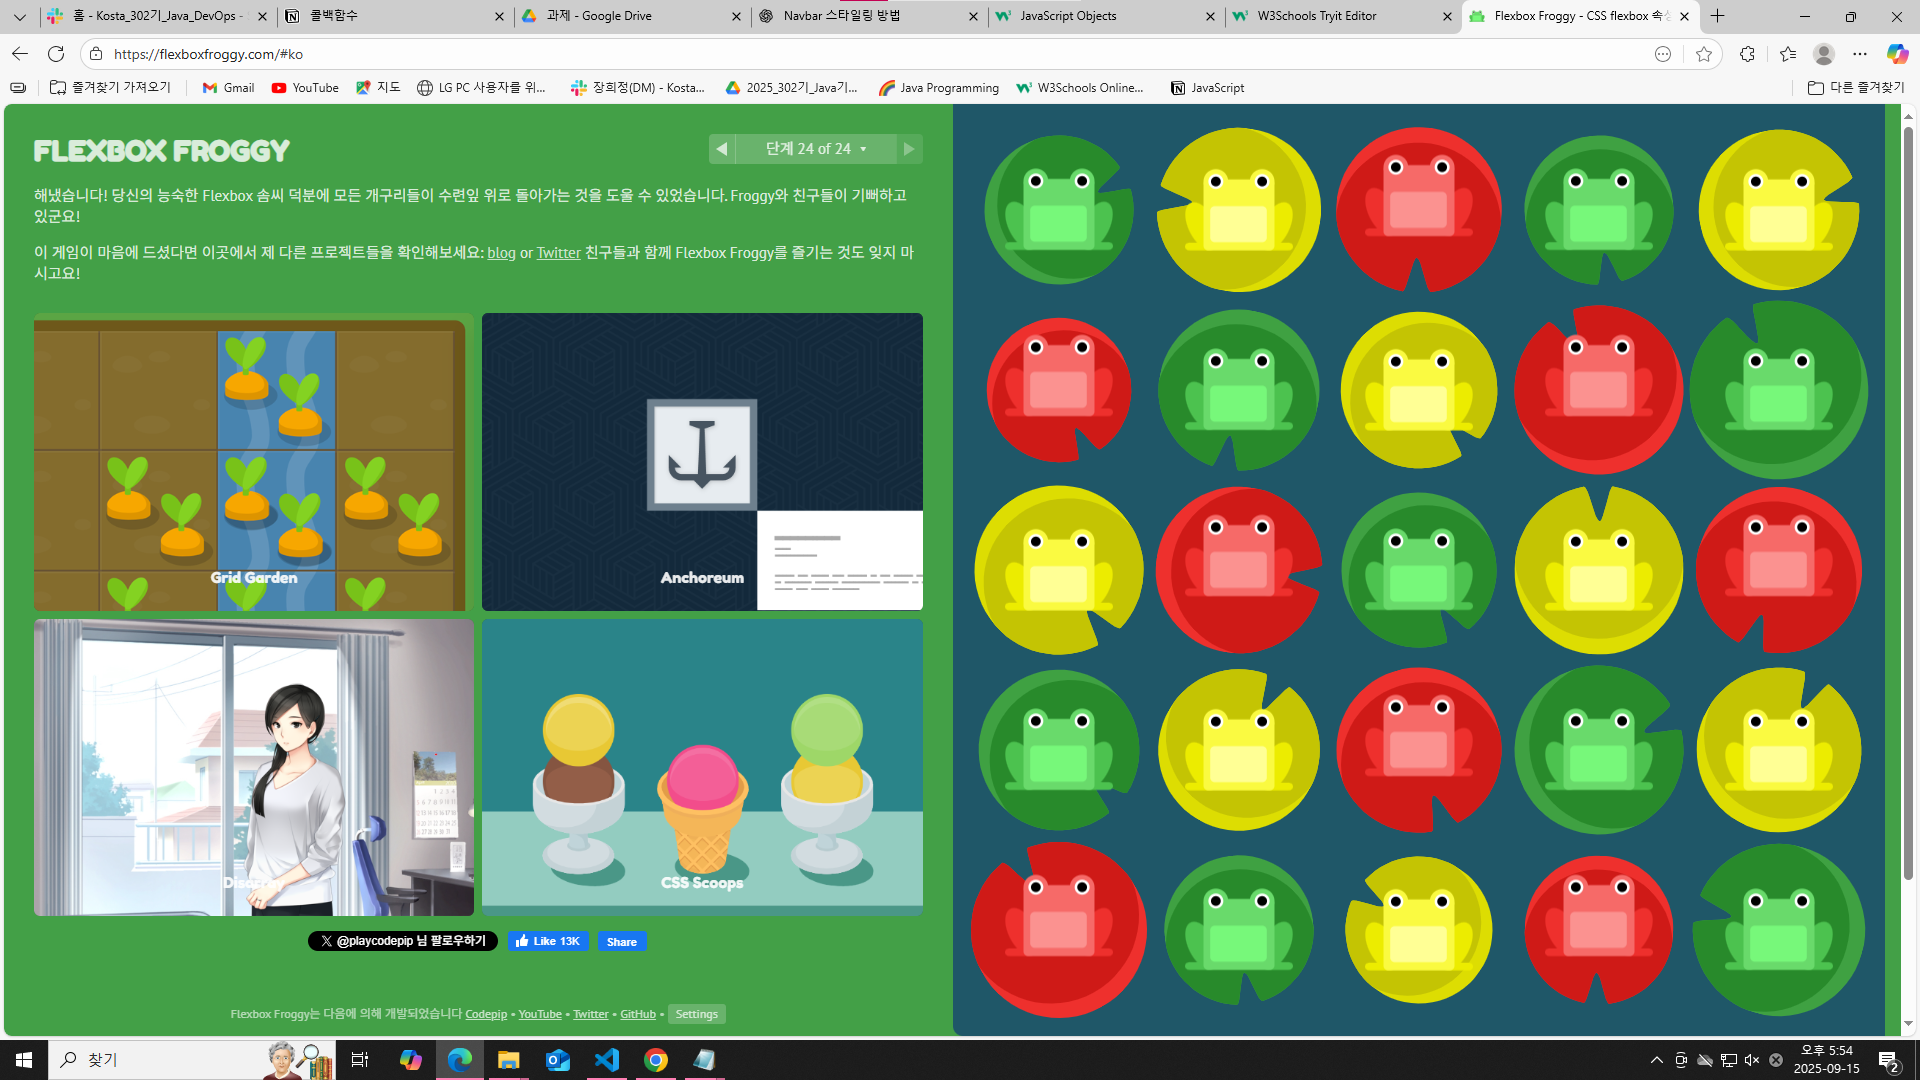 홈 - Kosta_302기_Java_DevOps -
콜백함수
과제 - Google Drive
Navbar 스타일링 방법
JavaScript Objects
W3Schools Tryit Editor
Flexbox Froggy - CSS flexbox 속성
https://flexboxfroggy.com/#ko
즐겨찾기 가져오기
Gmail
YouTube
지도
LG PC 사용자를 위...
장희정(DM) - Kosta...
2025_302기_Java기...
Java Programming
W3Schools Online...
JavaScript
다른 즐겨찾기
FLEXBOX FROGGY
단계 24 of 24
해냈습니다! 당신의 능숙한 Flexbox 솜씨 덕분에 모든 개구리들이 수련잎 위로 돌아가는 것을 도울 수 있었습니다. Froggy와 친구들이 기뻐하고
있군요!
이 게임이 마음에 드셨다면 이곳에서 제 다른 프로젝트들을 확인해보세요: blog or Twitter 친구들과 함께 Flexbox Froggy를 즐기는 것도 잊지 마
시고요!
Grid Garden
Anchoreum
CSS Scoops
@playcodepip 님 팔로우하기
Like 13K
Share
Flexbox Froggy는 다음에 의해 개발되었습니다 Codepip • YouTube • Twitter • GitHub •
Settings
찾기
오후 5:54
2025-09-15
2